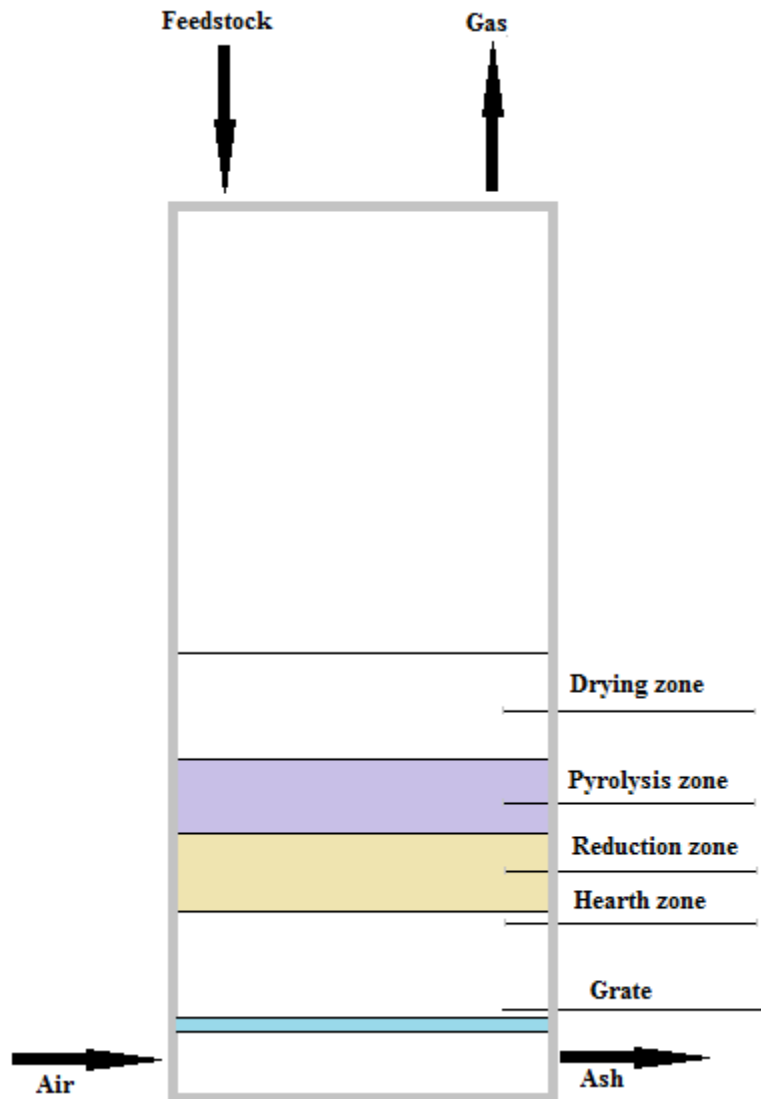 Feedstock
Gas
Drying zone
Pyrolysis zone
Reduction zone
Hearth zone
Grate
Air
Ash